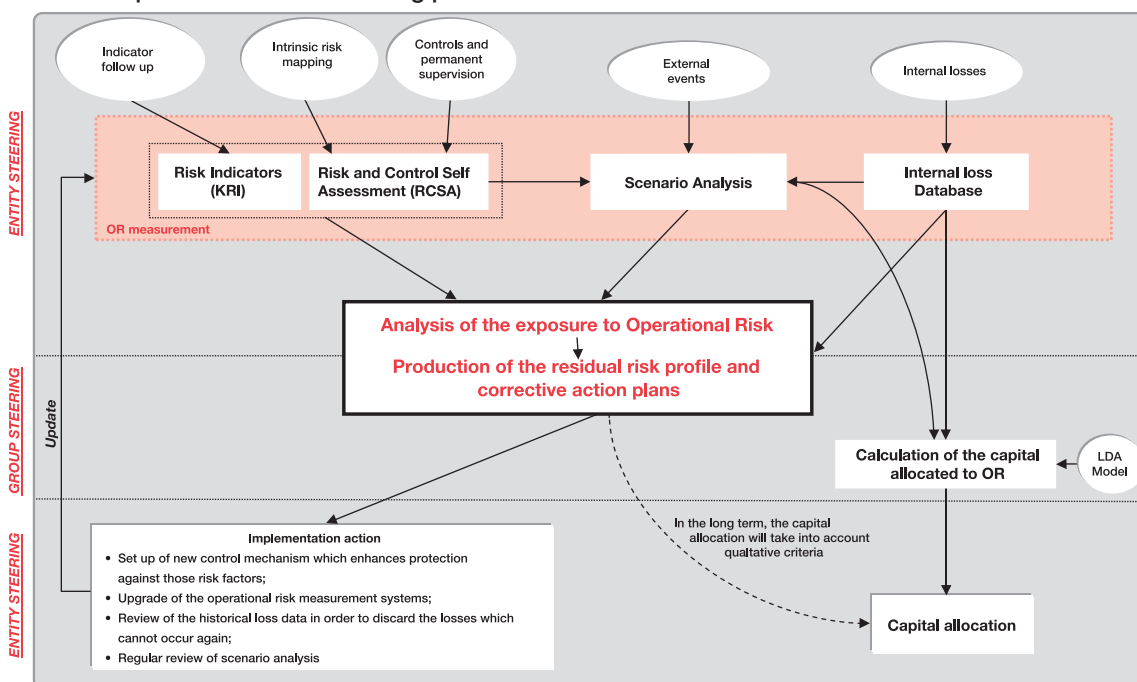 Indicator
follow up
Intrinsic risk
mapping
Controls and
permanent
supervision
External
events
Internal losses
ENTITY STEERING
Risk Indicators
(KRI)
Risk and Control Self
Assessment (RCSA)
Scenario Analysis
Internal loss
Database
OR measurement
Analysis of the exposure to Operational Risk
Production of the residual risk profile and
corrective action plans
GROUP STEERING
Update
Calculation of the capital
allocated to OR
LDA
Model
ENTITY STEERING
Implementation action
• Set up of new control mechanism which enhances protection
against those risk factors;
• Upgrade of the operational risk measurement systems;
• Review of the historical loss data in order to discard the losses which
cannot occur again;
• Regular review of scenario analysis
In the long term, the capital
allocation will take into account
qualtative criteria
Capital allocation